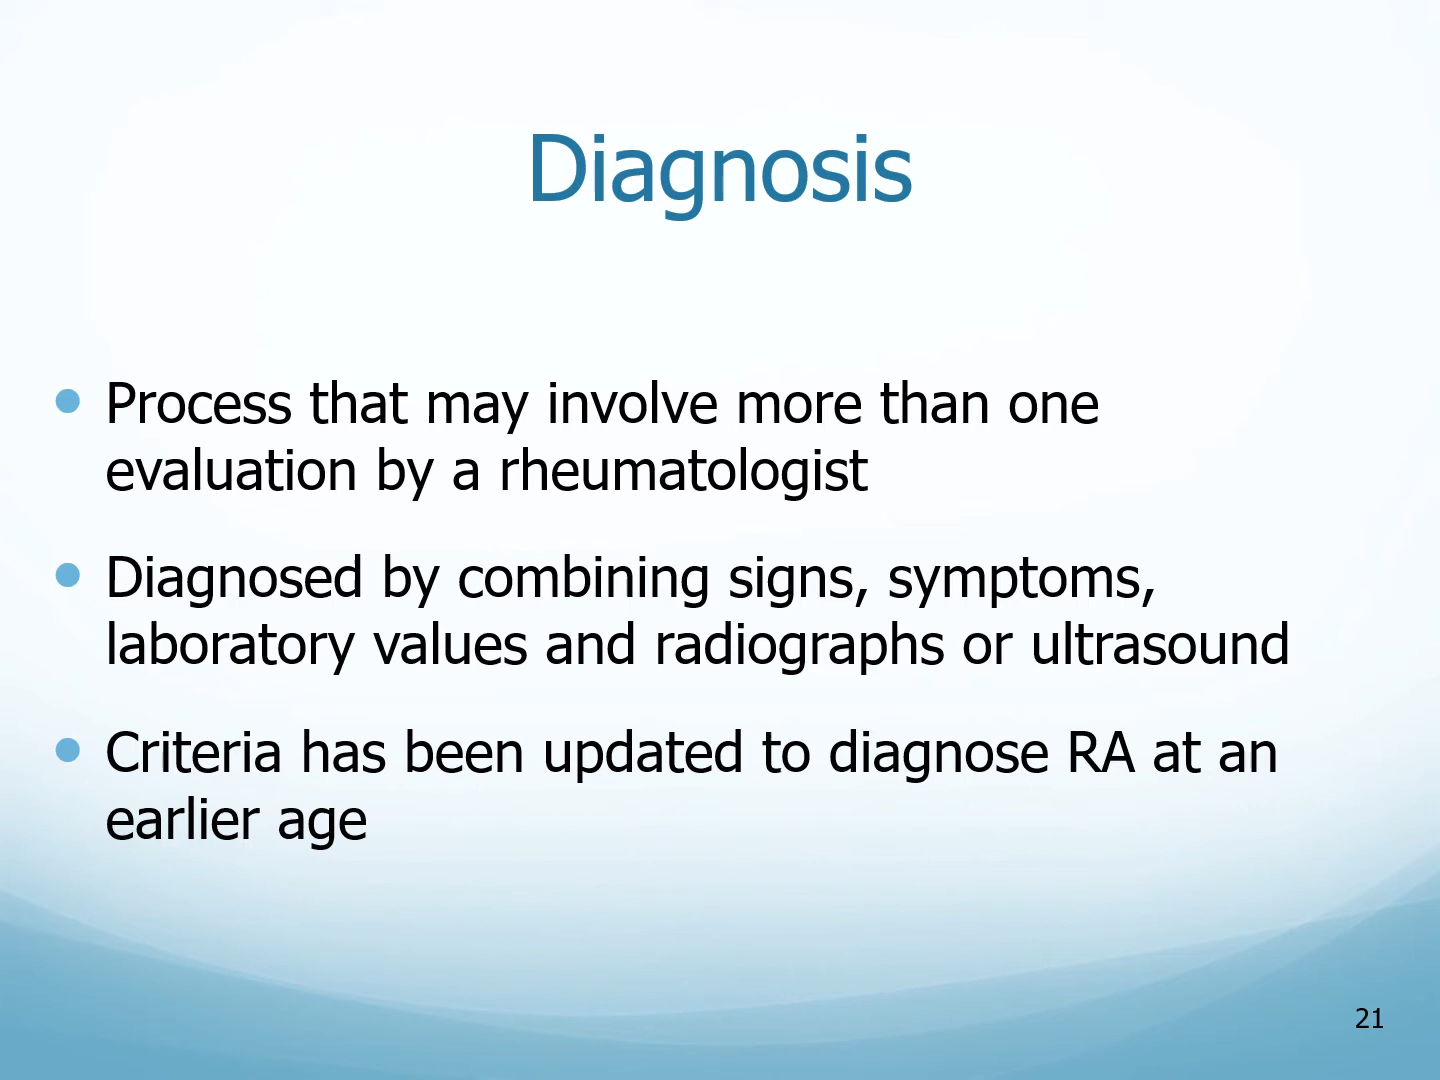 Diagnosis
Process that may involve more than one
evaluation by a rheumatologist
Diagnosed by combining signs, symptoms,
laboratory values and radiographs or ultrasound
Criteria has been updated to diagnose RA at an
earlier age
21